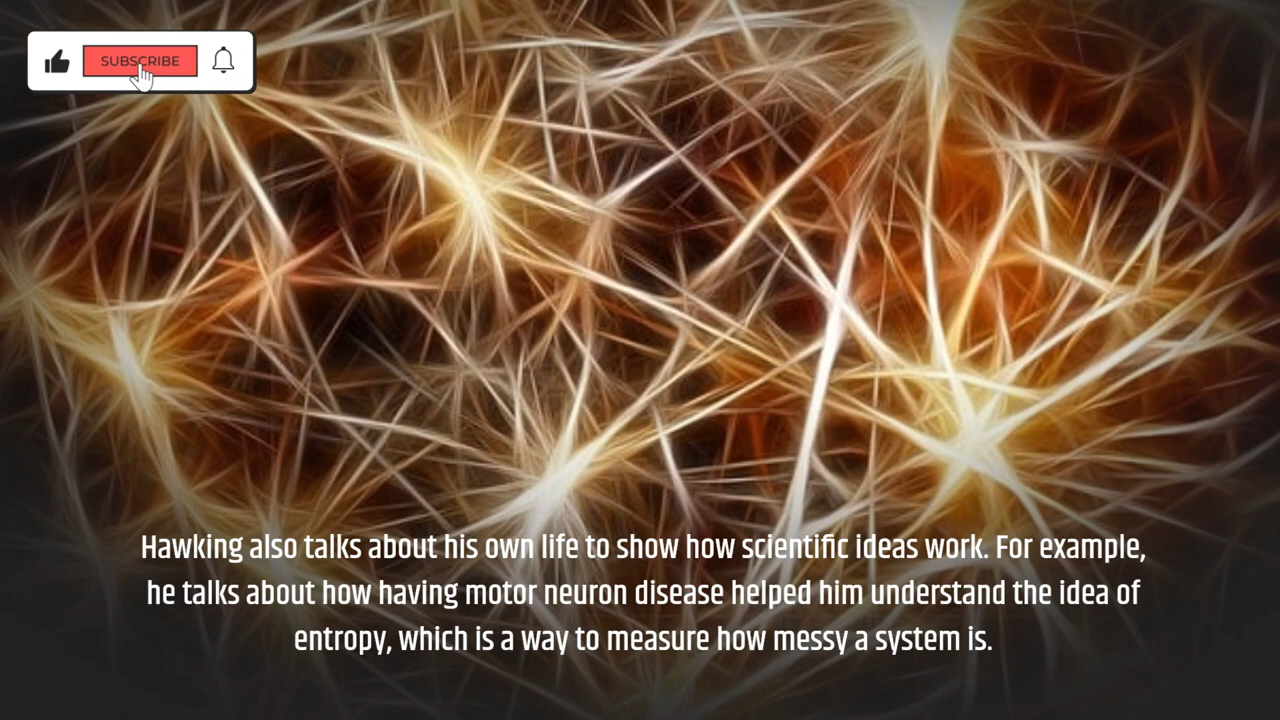 SUBSCRIBE
Hawking also talks about his own life to show how scientific ideas work. For example,
he talks about how having motor neuron disease helped him understand the idea of
entropy, which is a way to measure how messy a system is.